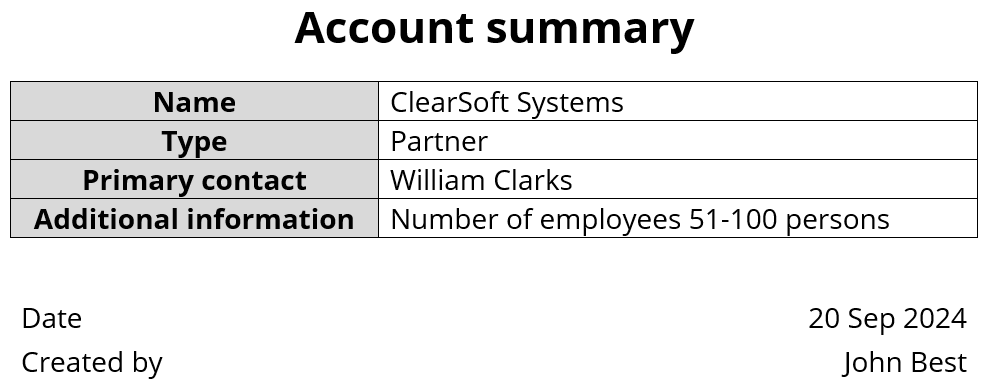 Account summary
Name ClearSoft Systems
Type Partner
Primary contact William Clarks
Additional information Number of employees 51-100 persons
Date 20 Sep 2024
Created by John Best